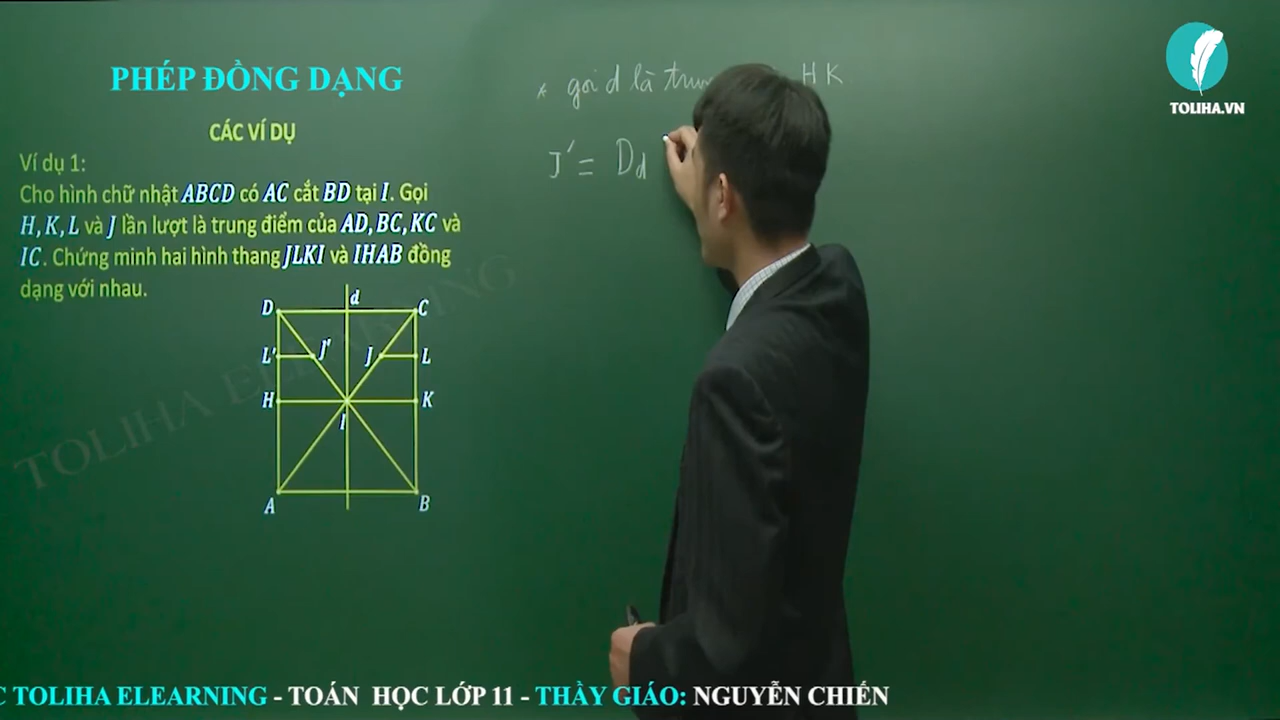 PHÉP ĐỒNG DẠNG
CÁC VÍ DỤ
Ví dụ 1:
Cho hình chữ nhật ABCD có AC cắt BD tại I. Gọi
H, K, L và J lần lượt là trung điểm của AD, BC, KC và
IC. Chứng minh hai hình thang JLKI và IHAB đồng
dạng với nhau.
d
D C
L' J' J L
H K
I
A B
* gọi d là HK
J' = Dd
TOLIHA.VN
TOLIHA ELEARNING
C TOLIHA ELEARNING - TOÁN HỌC LỚP 11 - THẦY GIÁO: NGUYỄN CHIẾN